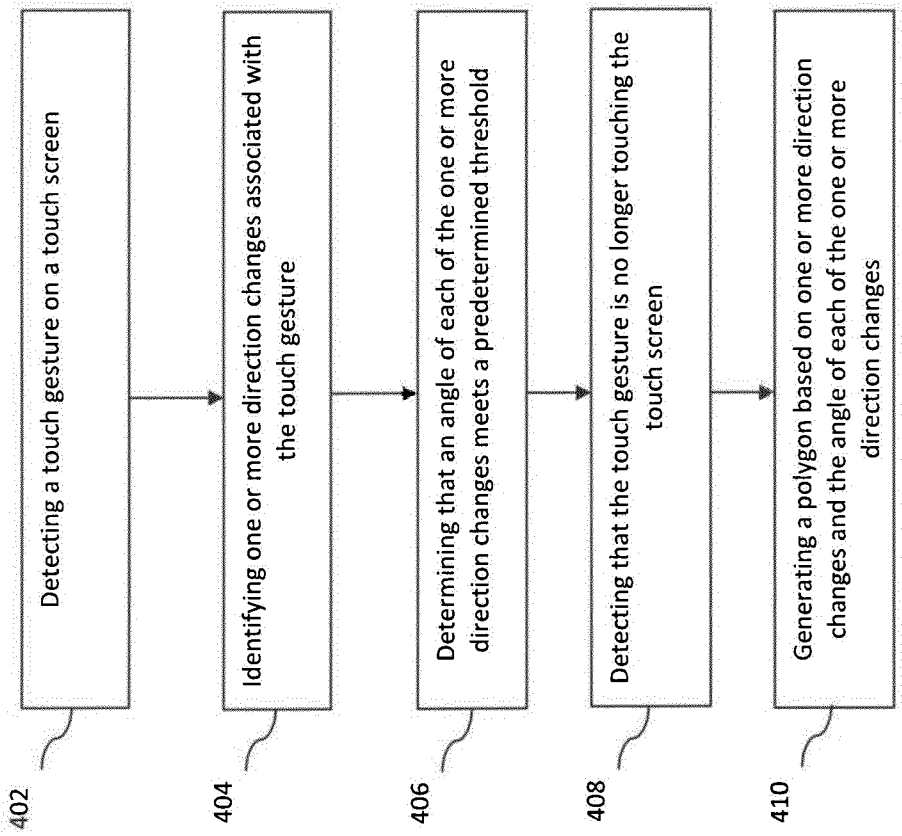 402
Detecting a touch gesture on a touch screen
404
Identifying one or more direction changes associated with
the touch gesture
406
Determining that an angle of each of the one or more
direction changes meets a predetermined threshold
408
Detecting that the touch gesture is no longer touching the
touch screen
410
Generating a polygon based on one or more direction
changes and the angle of each of the one or more
direction changes